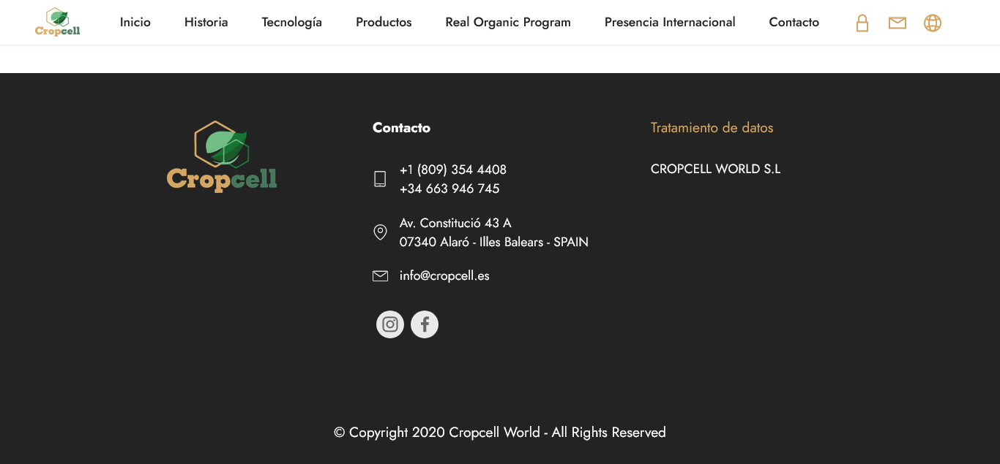 Cropcell
Inicio
Historia
Tecnología
Productos
Real Organic Program
Presencia Internacional
Contacto
Cropcell
Contacto
+1 (809) 354 4408
+34 663 946 745
Av. Constitució 43 A
07340 Alaró - Illes Balears - SPAIN
info@cropcell.es
Tratamiento de datos
CROPCELL WORLD S.L
© Copyright 2020 Cropcell World - All Rights Reserved